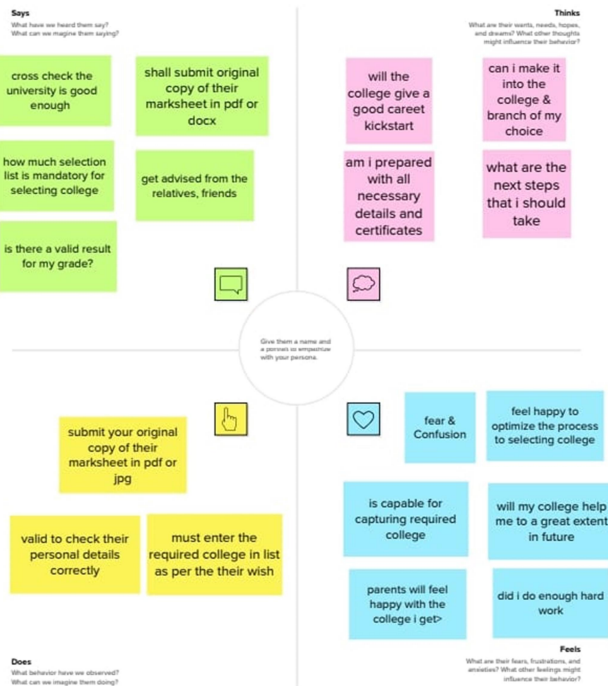 Says
What have we heard them say?
What can we magine them saying?
cross check the
university is good
enough
shall submit original
copy of their
marksheet in pdf or
docx
how much selection
list is mandatory for
selecting college
get advised from the
relatives, friends
is there a valid result
for my grade?
Thinks
What are their wants, needs, hopes,
and dreams? What other thoughts
might influence their behavior?
will the
college give a
good careet
kickstart
can i make it
into the
college &
branch of my
choice
am i prepared
with all
necessary
details and
certificates
what are the
next steps
that i should
take
Give them a name and
a portrait to empathize
with your persona.
submit your original
copy of their
marksheet in pdf or
jpg
valid to check their
personal details
correctly
must enter the
required college in list
as per the their wish
Does
What behavior have we observed?
What can we imagine them doing?
fear &
Confusion
feel happy to
optimize the process
to selecting college
is capable for
capturing required
college
will my college help
me to a great extent
in future
parents will feel
happy with the
college i get>
did i do enough hard
work
Feels
What are their fears, frustrations, and
anxieties? What other feelings might
influence their behavior?